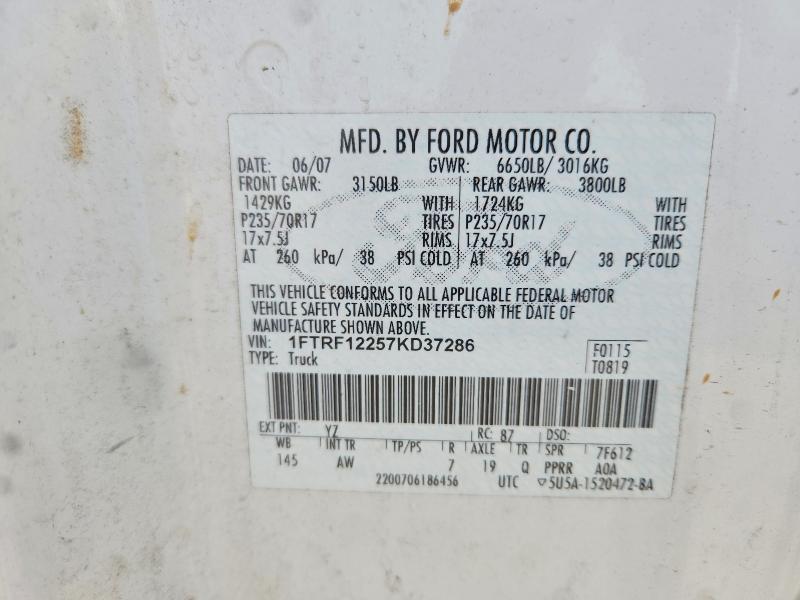 MFD. BY FORD MOTOR CO.
DATE: 06/07 GVWR: 6650LB/ 3016KG
FRONT GAWR: 3150LB REAR GAWR: 3800LB
1429KG WITH 1724KG WITH
P235/70R17 TIRES P235/70R17 TIRES
17x7.5J RIMS 17x7.5J RIMS
AT 260 kPa/ 38 PSI COLD AT 260 kPa/ 38 PSI COLD
Ford
THIS VEHICLE CONFORMS TO ALL APPLICABLE FEDERAL MOTOR
VEHICLE SAFETY STANDARDS IN EFFECT ON THE DATE OF
MANUFACTURE SHOWN ABOVE.
VIN: 1FTRF12257KD37286 F0115
TYPE: Truck T0819
EXT PNT: YZ RC: 87 DSO:
WB INT TR TP/PS R AXLE TR SPR 7F612
145 AW 7 19 Q PPRR AOA
2200706186456 UTC ▽5U5A-1520472-BA